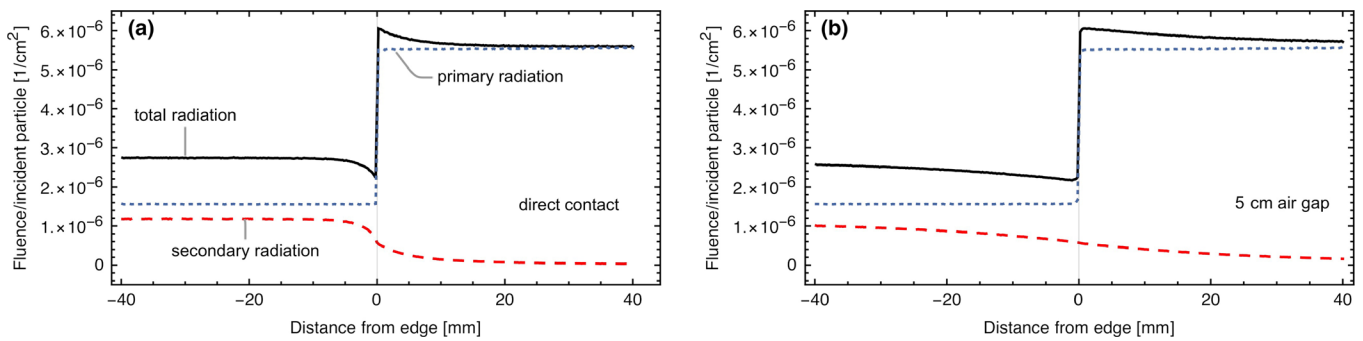 (a)
Fluence/incident particle [1/cm²]
6.×10⁻⁶
5.×10⁻⁶
4.×10⁻⁶
3.×10⁻⁶
2.×10⁻⁶
1.×10⁻⁶
0
primary radiation
total radiation
direct contact
secondary radiation
−40 −20 0 20 40
Distance from edge [mm]
(b)
Fluence/incident particle [1/cm²]
6.×10⁻⁶
5.×10⁻⁶
4.×10⁻⁶
3.×10⁻⁶
2.×10⁻⁶
1.×10⁻⁶
0
5 cm air gap
−40 −20 0 20 40
Distance from edge [mm]